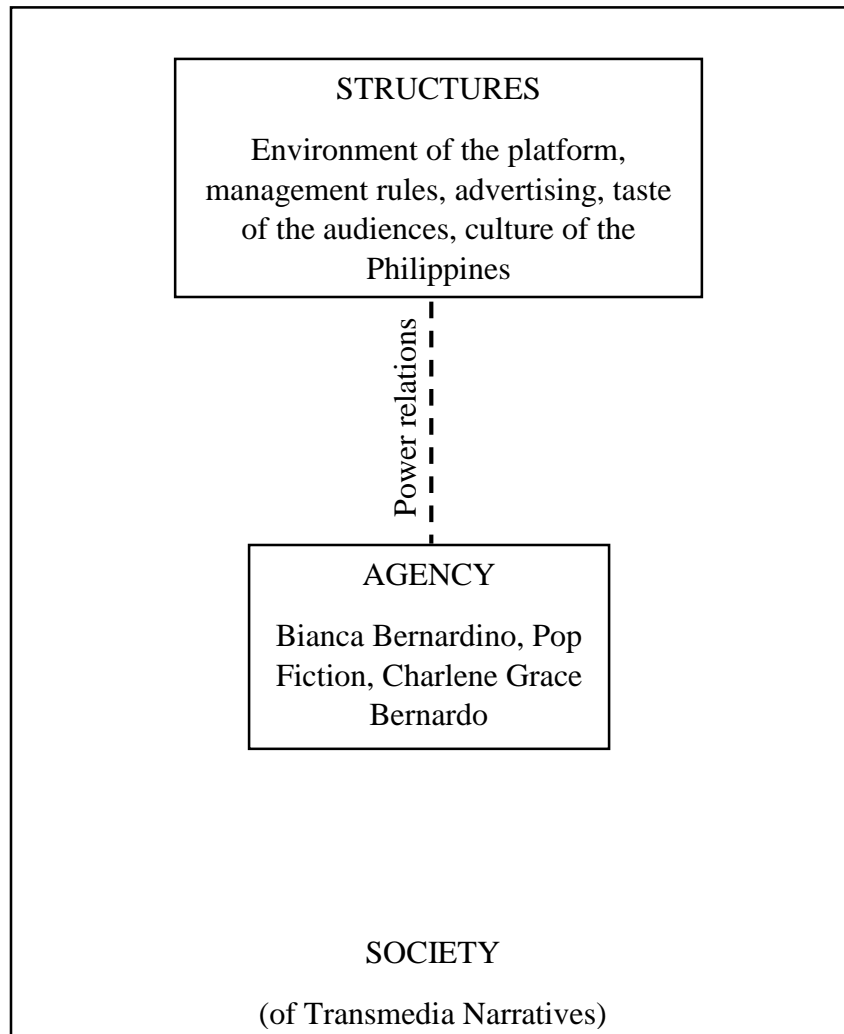 STRUCTURES
Environment of the platform,
management rules, advertising, taste
of the audiences, culture of the
Philippines
Power relations
AGENCY
Bianca Bernardino, Pop
Fiction, Charlene Grace
Bernardo
SOCIETY
(of Transmedia Narratives)